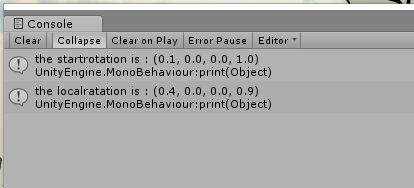 Console
Clear Collapse Clear on Play Error Pause Editor
the startrotation is : (0.1, 0.0, 0.0, 1.0)
UnityEngine.MonoBehaviour:print(Object)
the localratation is : (0.4, 0.0, 0.0, 0.9)
UnityEngine.MonoBehaviour:print(Object)